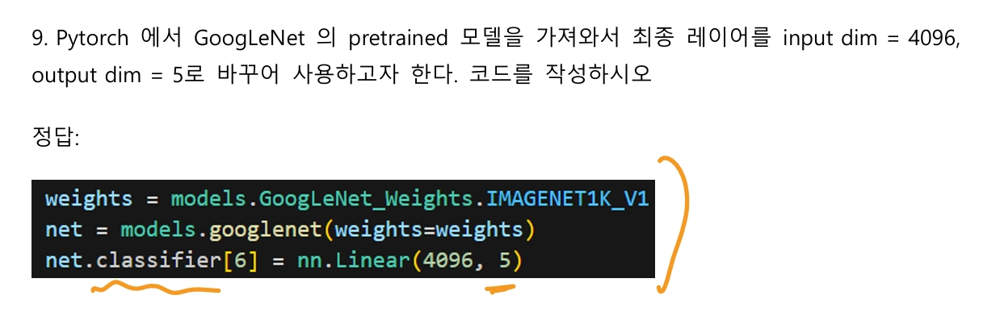 9. Pytorch 에서 GoogLeNet 의 pretrained 모델을 가져와서 최종 레이어를 input dim = 4096,
output dim = 5로 바꾸어 사용하고자 한다. 코드를 작성하시오
정답:
weights = models.GoogLeNet_Weights.IMAGENET1K_V1
net = models.googlenet(weights=weights)
net.classifier[6] = nn.Linear(4096, 5)